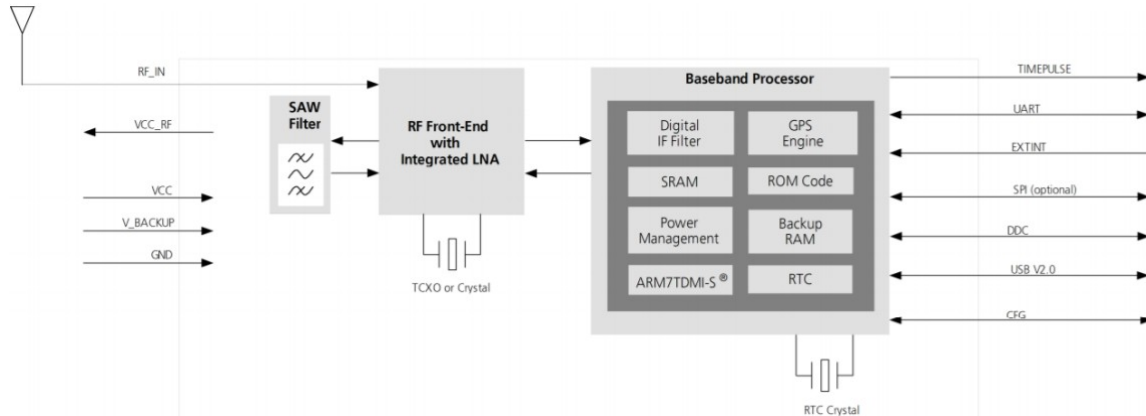 RF_IN
VCC_RF
VCC
V_BACKUP
GND
SAW
Filter
RF Front-End
with
Integrated LNA
TCXO or Crystal
Baseband Processor
Digital
IF Filter
GPS
Engine
SRAM
ROM Code
Power
Management
Backup
RAM
ARM7TDMI-S®
RTC
RTC Crystal
TIMEPULSE
UART
EXTINT
SPI (optional)
DDC
USB V2.0
CFG